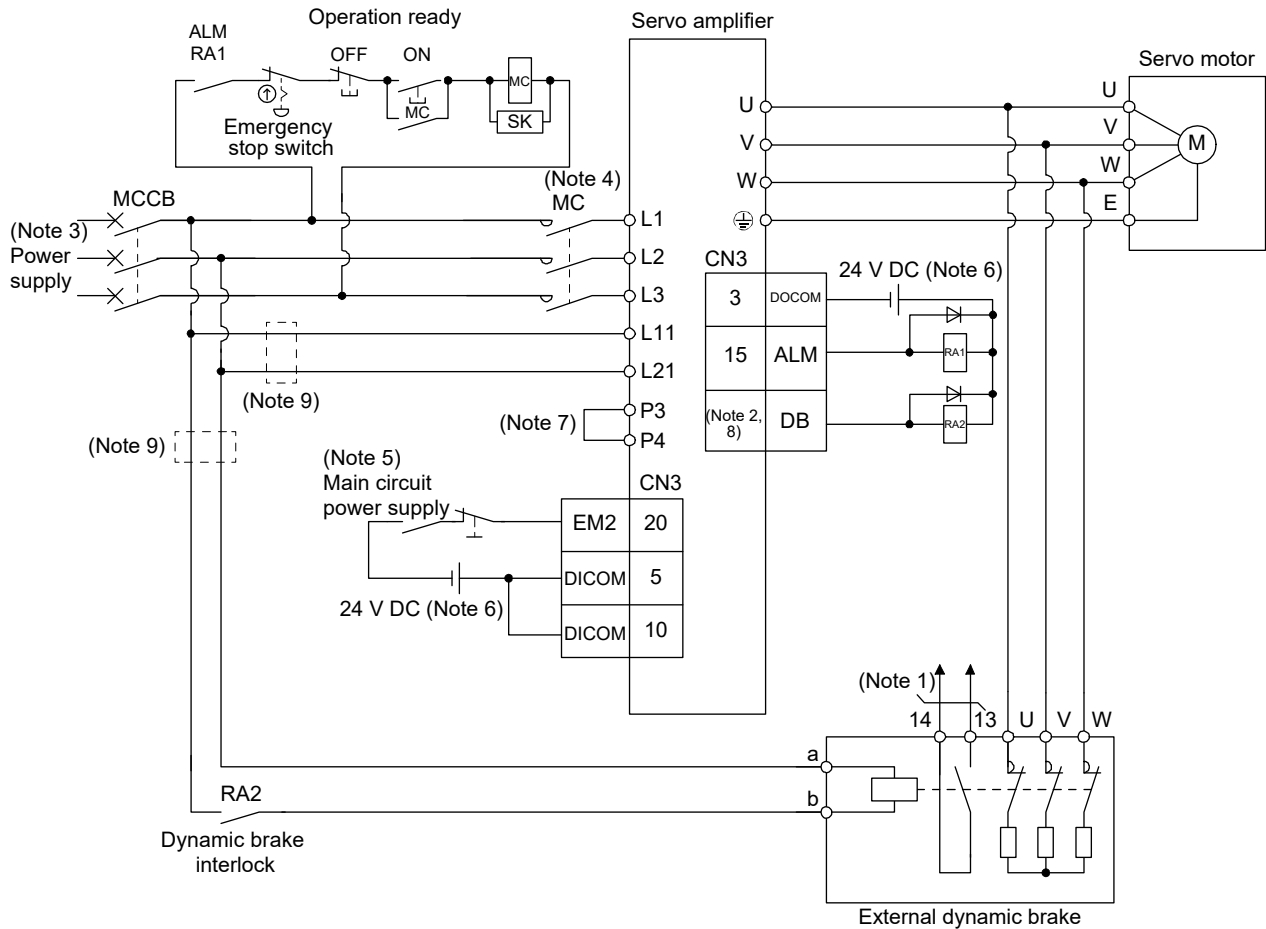 Operation ready
Servo amplifier
ALM
RA1
OFF
ON
MC
SK
MC
Emergency
stop switch
Servo motor
U
V
W
U
V
W
E
M
(Note 4)
MC
MCCB
(Note 3)
Power
supply
L1
L2
L3
L11
L21
P3
P4
(Note 9)
(Note 7)
(Note 9)
CN3
24 V DC (Note 6)
3
DOCOM
15
ALM
RA1
(Note 2,
8)
DB
RA2
(Note 5)
Main circuit
power supply
CN3
EM2
20
DICOM
5
DICOM
10
24 V DC (Note 6)
(Note 1)
14
13
U
V
W
a
b
RA2
Dynamic brake
interlock
External dynamic brake